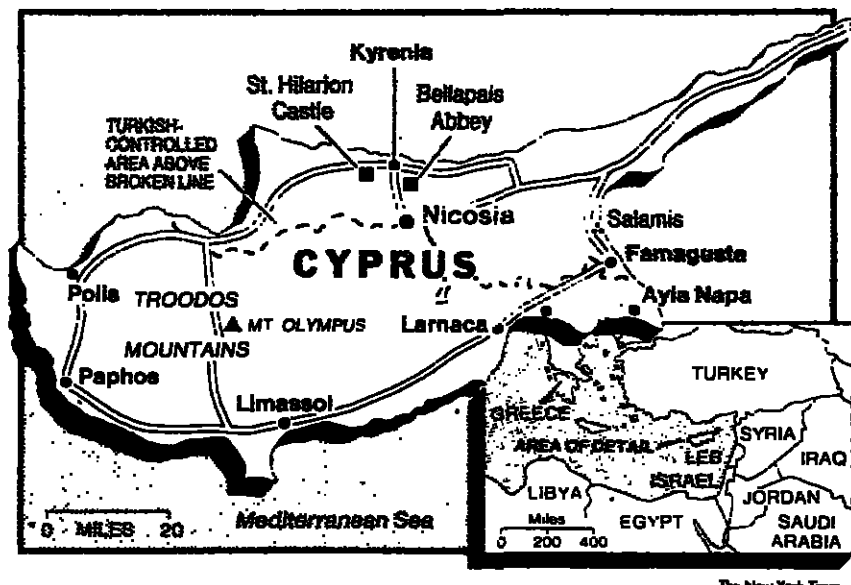 Kyrenia
St. Hilarion
Castle
Bellapais
Abbey
TURKISH-
CONTROLLED
AREA ABOVE
BROKEN LINE
Nicosia
Salamis
CYPRUS
Famagusta
Polis
TROODOS
Ayia Napa
MT OLYMPUS
Larnaca
MOUNTAINS
Paphos
Limassol
0 MILES 20
Mediterranean Sea
TURKEY
GREECE
AREA OF DETAIL
SYRIA
LEB
IRAQ
ISRAEL
LIBYA
JORDAN
Miles
0 200 400
EGYPT
SAUDI
ARABIA
The New York Times